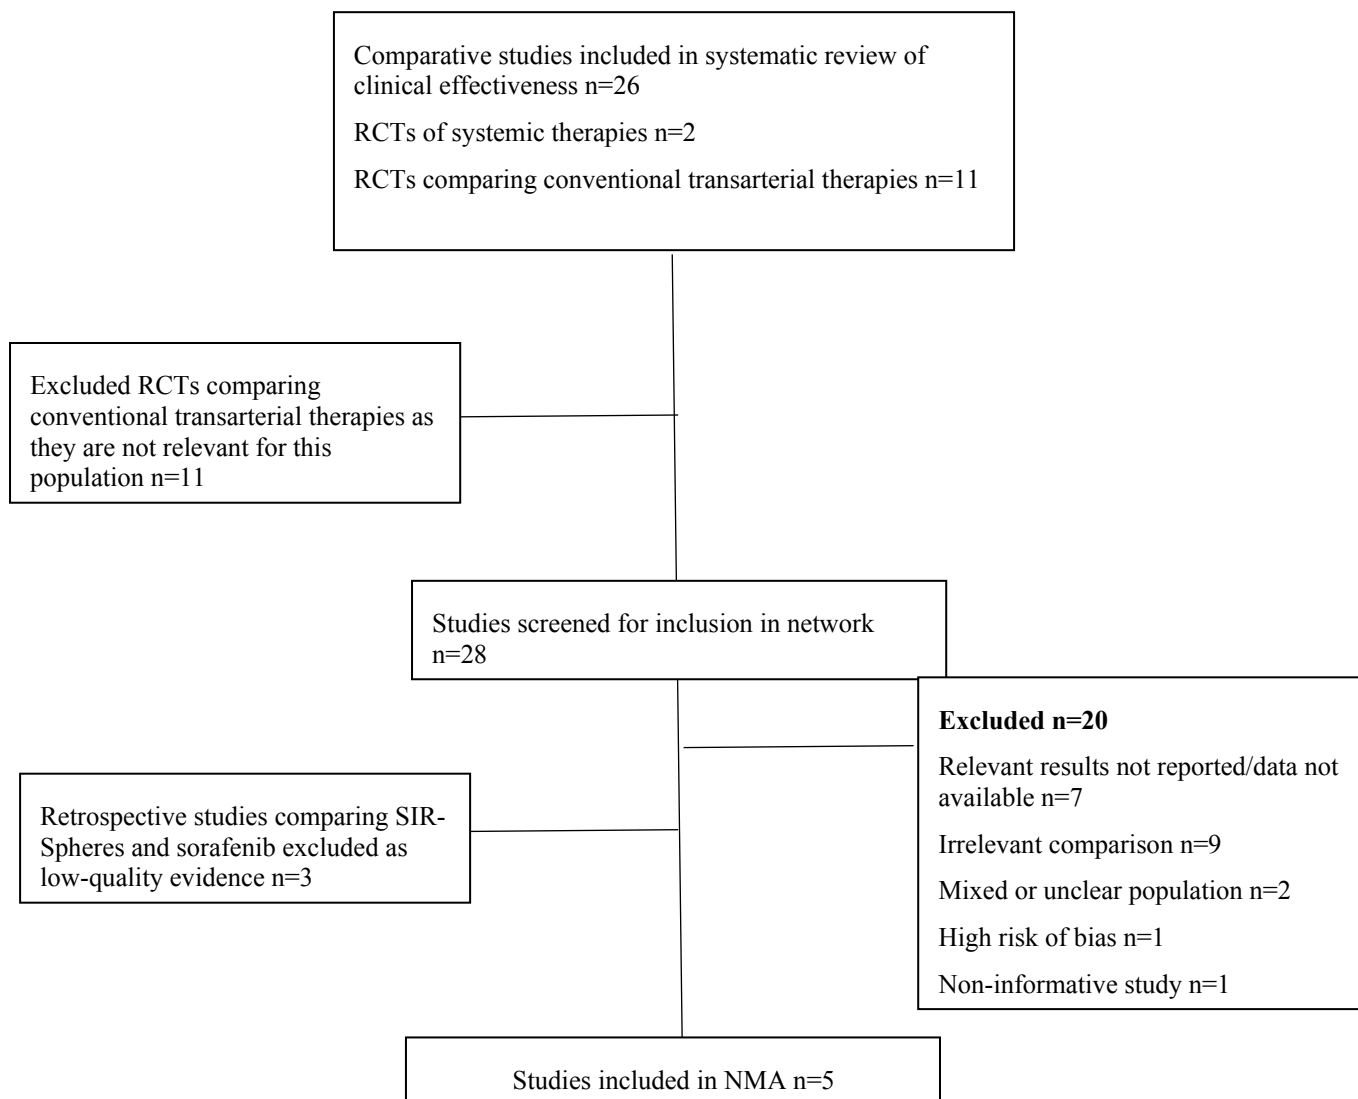 Comparative studies included in systematic review of
clinical effectiveness n=26
RCTs of systemic therapies n=2
RCTs comparing conventional transarterial therapies n=11
Excluded RCTs comparing
conventional transarterial therapies as
they are not relevant for this
population n=11
Studies screened for inclusion in network
n=28
Excluded n=20
Relevant results not reported/data not
available n=7
Irrelevant comparison n=9
Mixed or unclear population n=2
High risk of bias n=1
Non-informative study n=1
Retrospective studies comparing SIR-
Spheres and sorafenib excluded as
low-quality evidence n=3
Studies included in NMA n=5